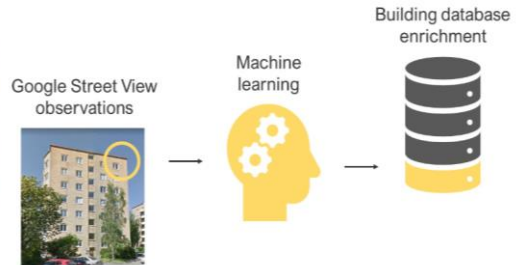 Google Street View
observations
Machine
learning
Building database
enrichment